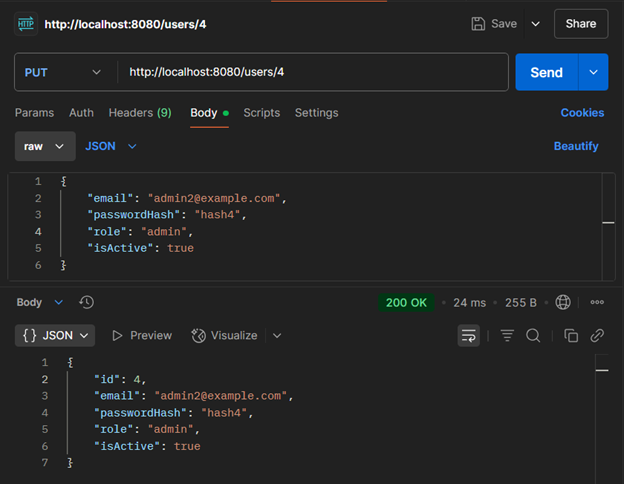 HTTP http://localhost:8080/users/4 Save Share
PUT http://localhost:8080/users/4 Send
Params Auth Headers (9) Body Scripts Settings Cookies
raw JSON Beautify
1 {
2 "email": "admin2@example.com",
3 "passwordHash": "hash4",
4 "role": "admin",
5 "isActive": true
6 }
Body 200 OK • 24 ms • 255 B •
{} JSON Preview Visualize
1 {
2 "id": 4,
3 "email": "admin2@example.com",
4 "passwordHash": "hash4",
5 "role": "admin",
6 "isActive": true
7 }